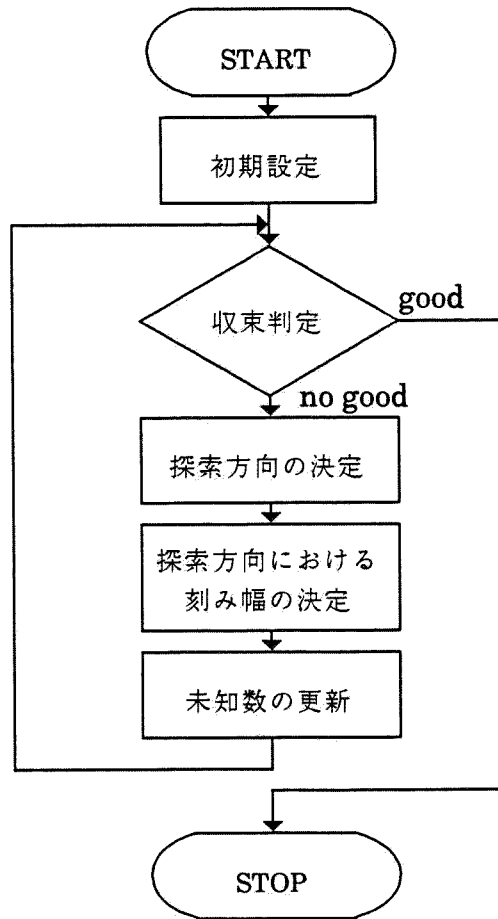 START
初期設定
収束判定
good
no good
探索方向の決定
探索方向における
刻み幅の決定
未知数の更新
STOP